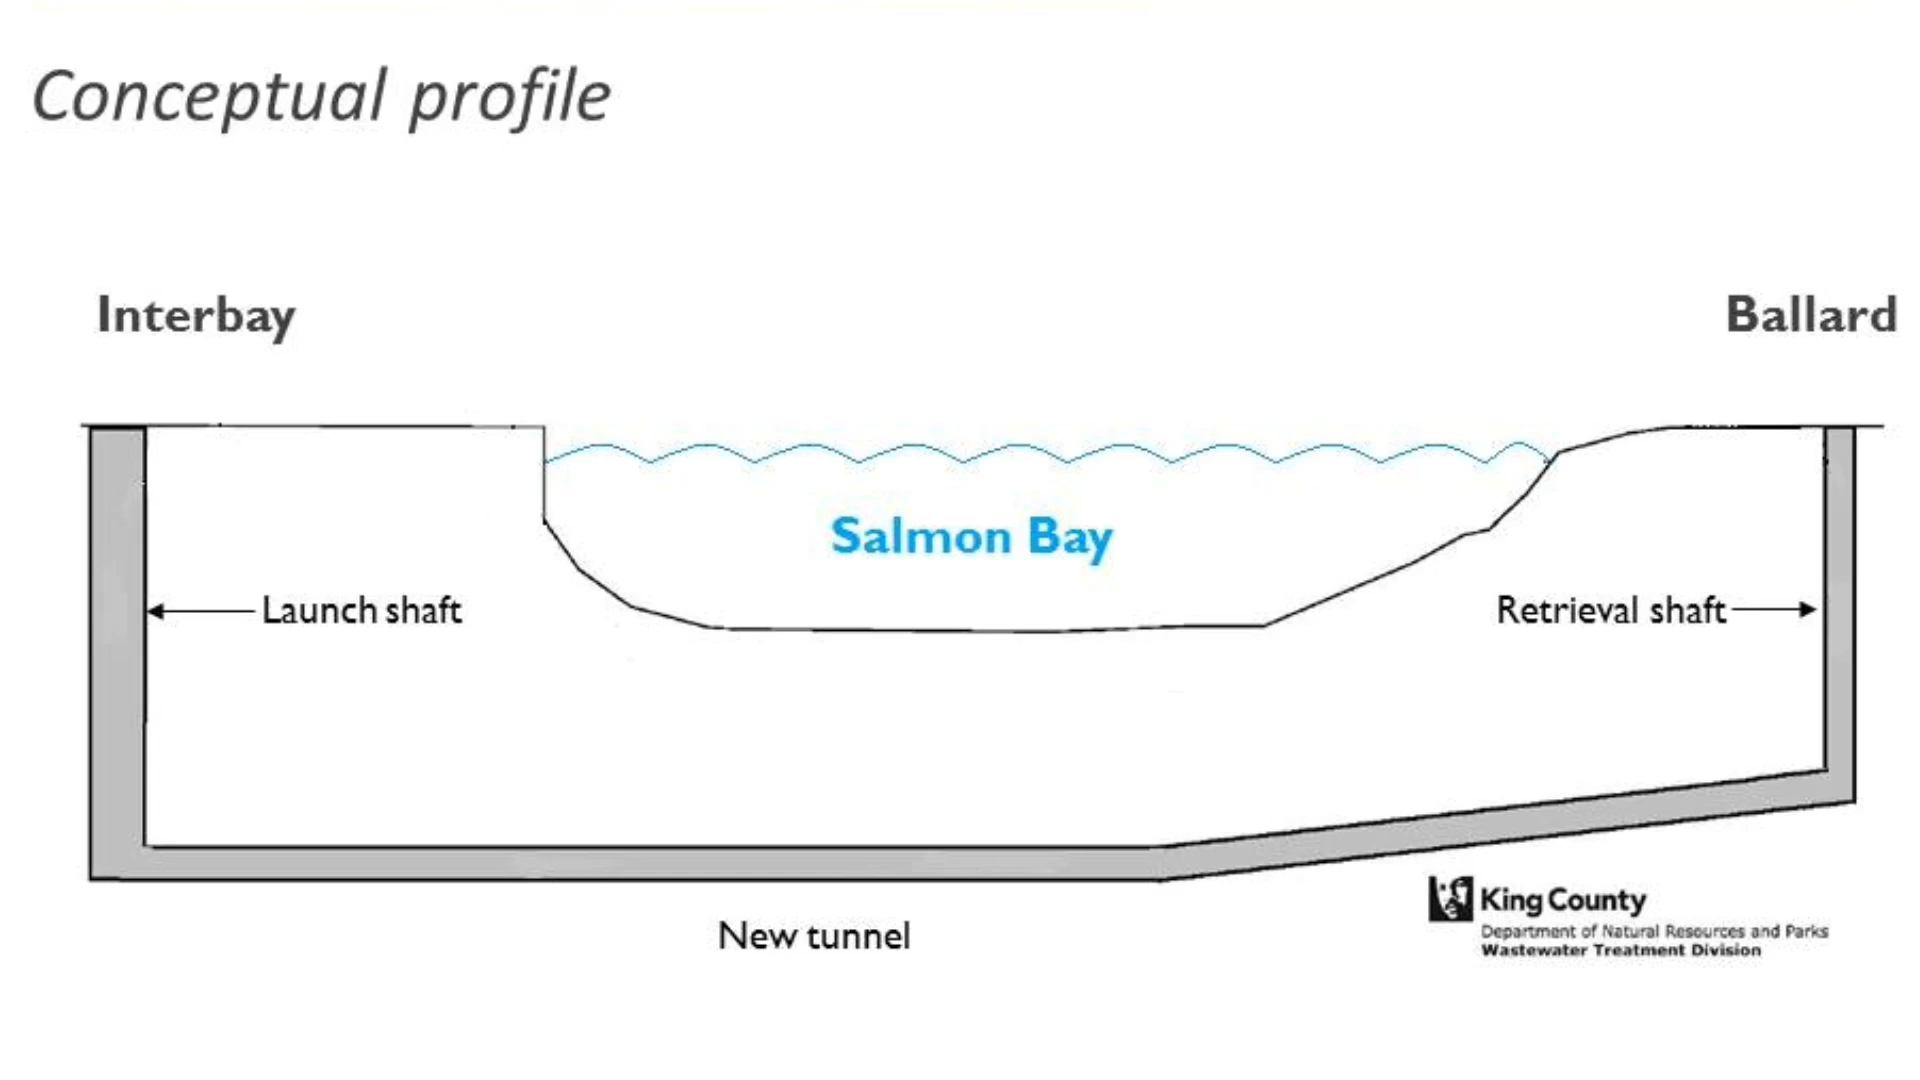 Conceptual profile
Interbay
Ballard
Salmon Bay
Launch shaft
Retrieval shaft
New tunnel
King County
Department of Natural Resources and Parks
Wastewater Treatment Division